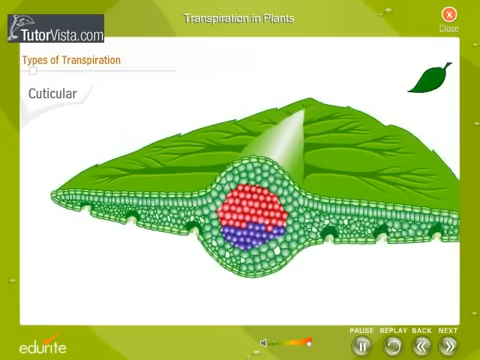 Transpiration in Plants
Close
TutorVista.com
Types of Transpiration
Cuticular
PAUSE REPLAY BACK NEXT
edurite